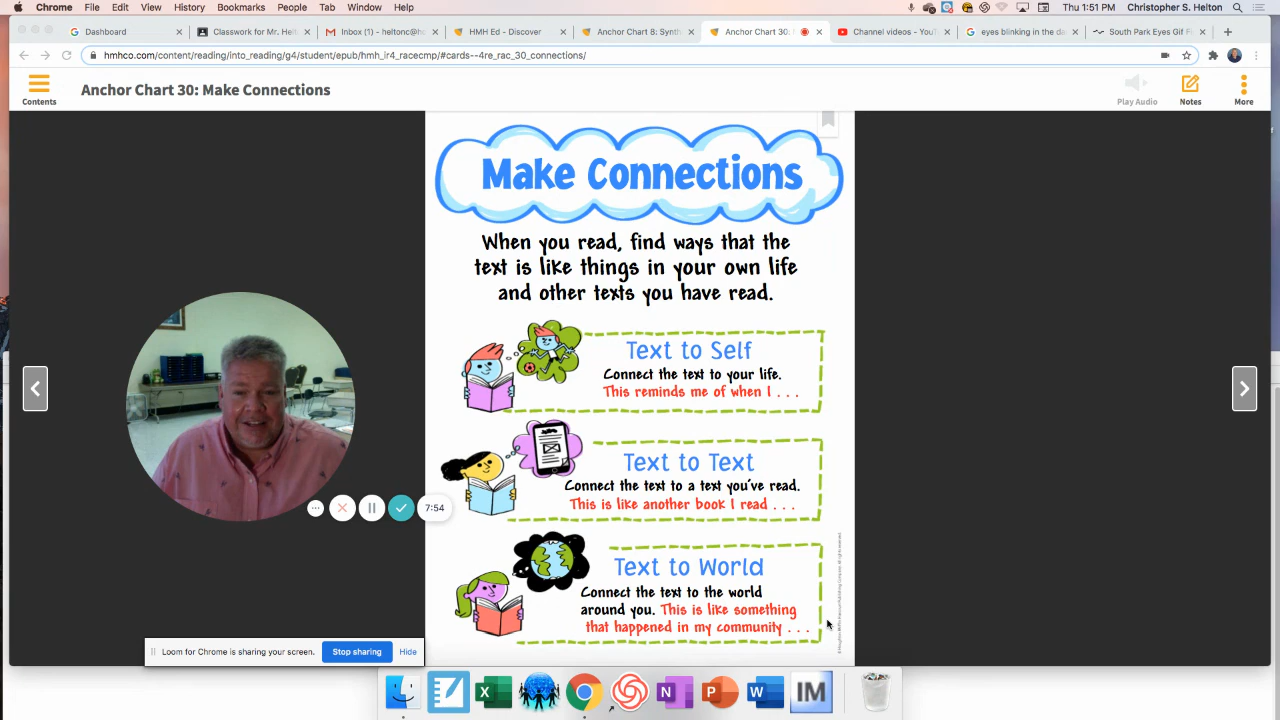 Chrome File Edit View History Bookmarks People Tab Window Help
Thu 1:51 PM Christopher S. Helton
Dashboard
Classwork for Mr. Hel
Inbox (1) - heltonc@h
HMH Ed - Discover
Anchor Chart 8: Synth
Anchor Chart 30:
Channel videos - YouT
eyes blinking in the da
South Park Eyes Gif Fi
hmhco.com/content/reading/into_reading/g4/student/epub/hmh_ir4_racecmp/#cards--4re_rac_30_connections/
Contents
Anchor Chart 30: Make Connections
Play Audio
Notes
More
Make Connections
When you read, find ways that the
text is like things in your own life
and other texts you have read.
Text to Self
Connect the text to your life.
This reminds me of when I . . .
Text to Text
Connect the text to a text you've read.
This is like another book I read . . .
Text to World
Connect the text to the world
around you. This is like something
that happened in my community . . .
7:54
Loom for Chrome is sharing your screen.
Stop sharing
Hide
X
N
P
W
IM